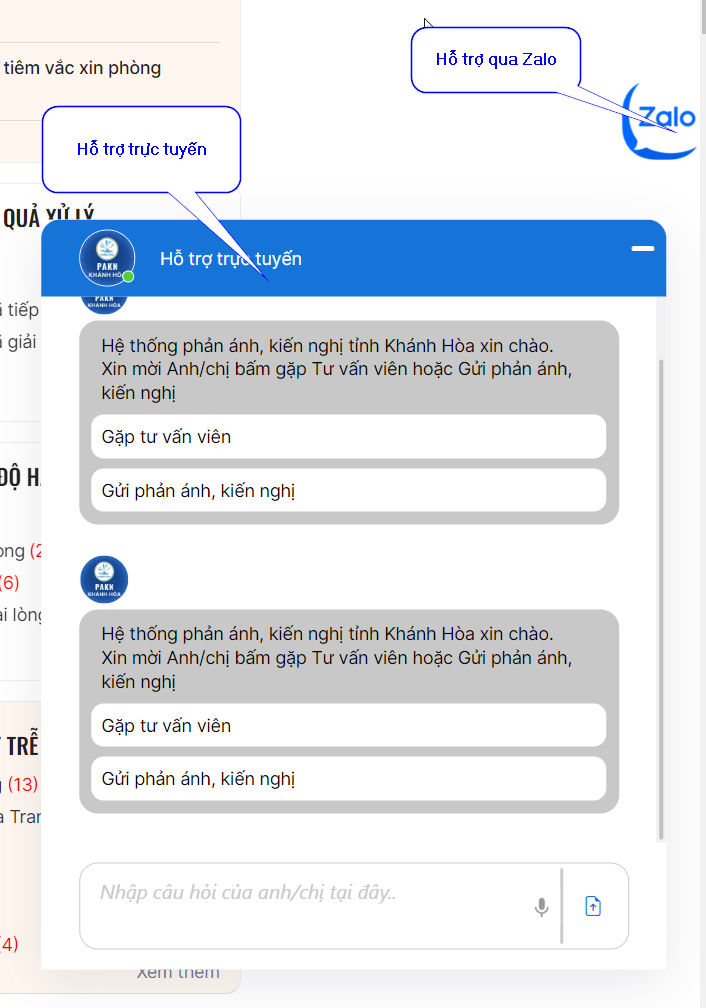 tiêm vắc xin phòng
Hỗ trợ qua Zalo
Zalo
Hỗ trợ trực tuyến
QUẢ XỬ LÝ
PAKN
KHÁNH HÒA
Hỗ trợ trực tuyến
tiếp
giải
PAKN
KHÁNH HÒA
Hệ thống phản ánh, kiến nghị tỉnh Khánh Hòa xin chào.
Xin mời Anh/chị bấm gặp Tư vấn viên hoặc Gửi phản ánh,
kiến nghị
Gặp tư vấn viên
ĐỘ
Gửi phản ánh, kiến nghị
(2
(6)
PAKN
KHÁNH HÒA
Hệ thống phản ánh, kiến nghị tỉnh Khánh Hòa xin chào.
Xin mời Anh/chị bấm gặp Tư vấn viên hoặc Gửi phản ánh,
kiến nghị
Gặp tư vấn viên
TRỄ
Gửi phản ánh, kiến nghị
(13)
Nhập câu hỏi của anh/chị tại đây..
(4)
Xem thêm